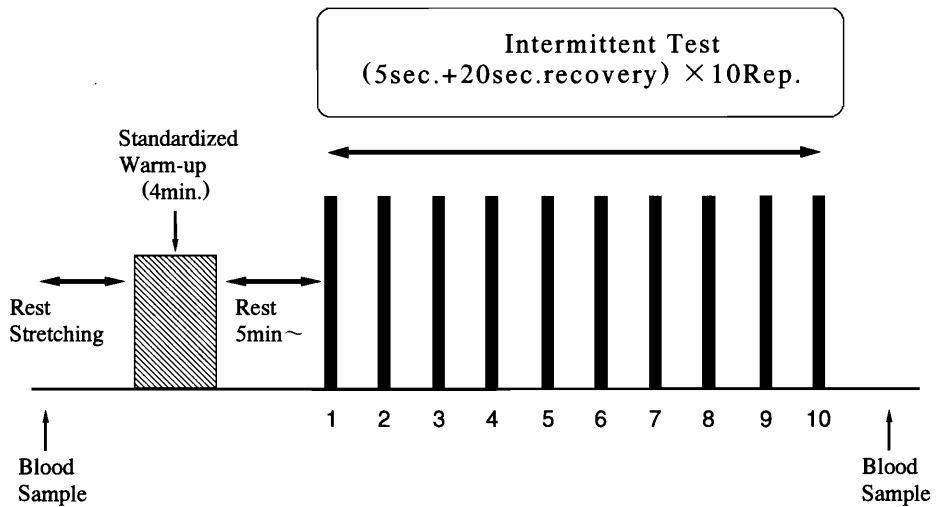 Intermittent Test
(5sec.+20sec.recovery) ×10Rep.
Standardized
Warm-up
(4min.)
Rest
Stretching
Rest
5min～
1 2 3 4 5 6 7 8 9 10
Blood
Sample
Blood
Sample